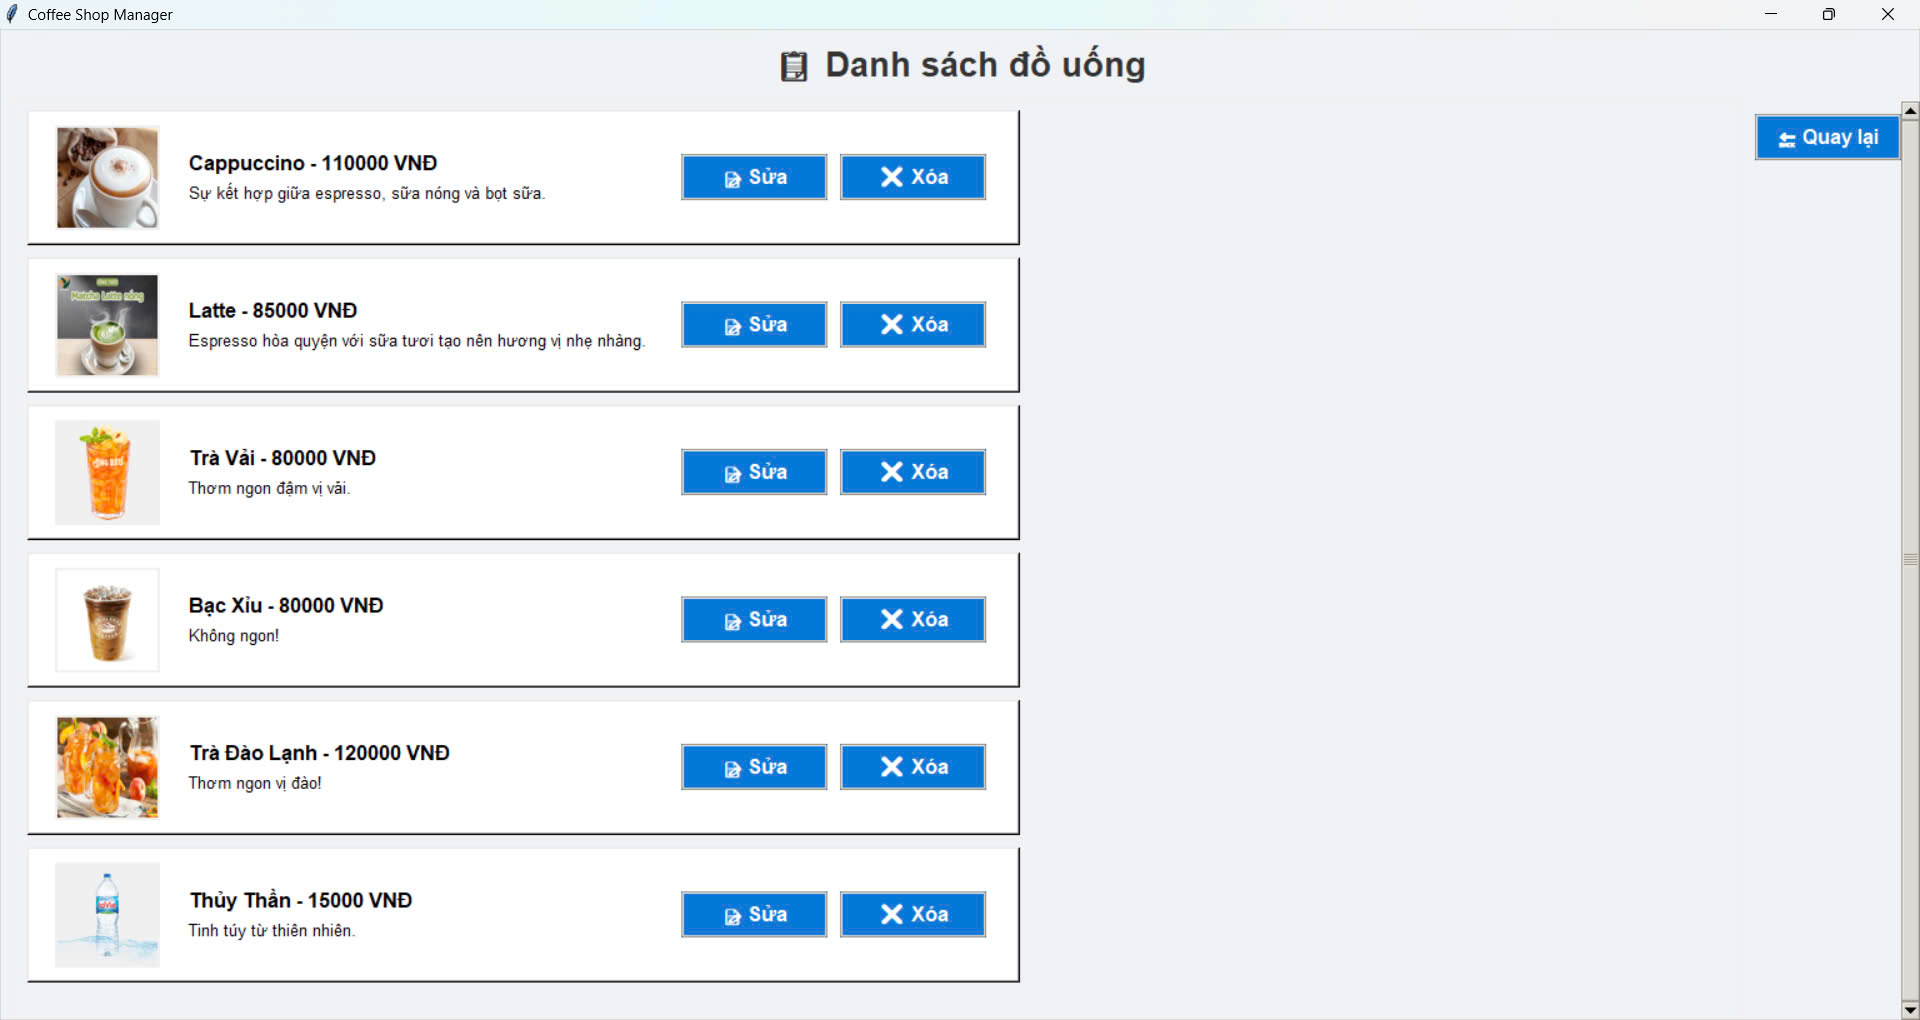 Coffee Shop Manager
Danh sách đồ uống
Quay lại
Cappuccino - 110000 VNĐ
Sự kết hợp giữa espresso, sữa nóng và bọt sữa.
Sửa
Xóa
Matcha Latte nóng
Latte - 85000 VNĐ
Espresso hòa quyện với sữa tươi tạo nên hương vị nhẹ nhàng.
Sửa
Xóa
Trà Vải - 80000 VNĐ
Thơm ngon đậm vị vải.
Sửa
Xóa
Bạc Xỉu - 80000 VNĐ
Không ngon!
Sửa
Xóa
Trà Đào Lạnh - 120000 VNĐ
Thơm ngon vị đào!
Sửa
Xóa
Thủy Thần - 15000 VNĐ
Tinh túy từ thiên nhiên.
Sửa
Xóa